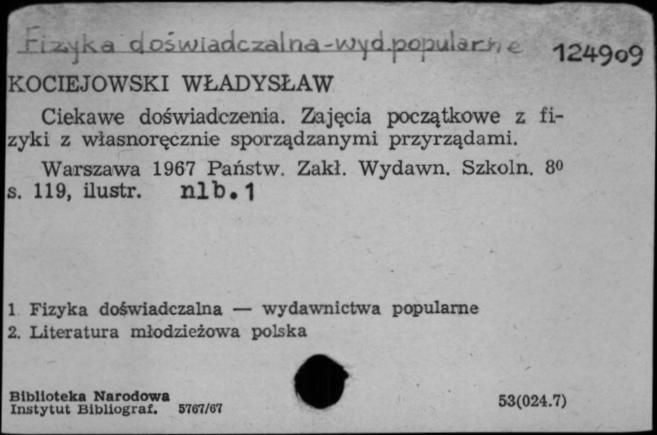 Fizyka doświadczalna-wyd.popularne
124909
KOCIEJOWSKI WŁADYSŁAW
Ciekawe doświadczenia. Zajęcia początkowe z fi-
zyki z własnoręcznie sporządzanymi przyrządami.
Warszawa 1967 Państw. Zakł. Wydawn. Szkoln. 8⁰
s. 119, ilustr. nlb.1
1 Fizyka doświadczalna — wydawnictwa popularne
2. Literatura młodzieżowa polska
Biblioteka Narodowa
Instytut Bibliograf. 5767/67
53(024.7)